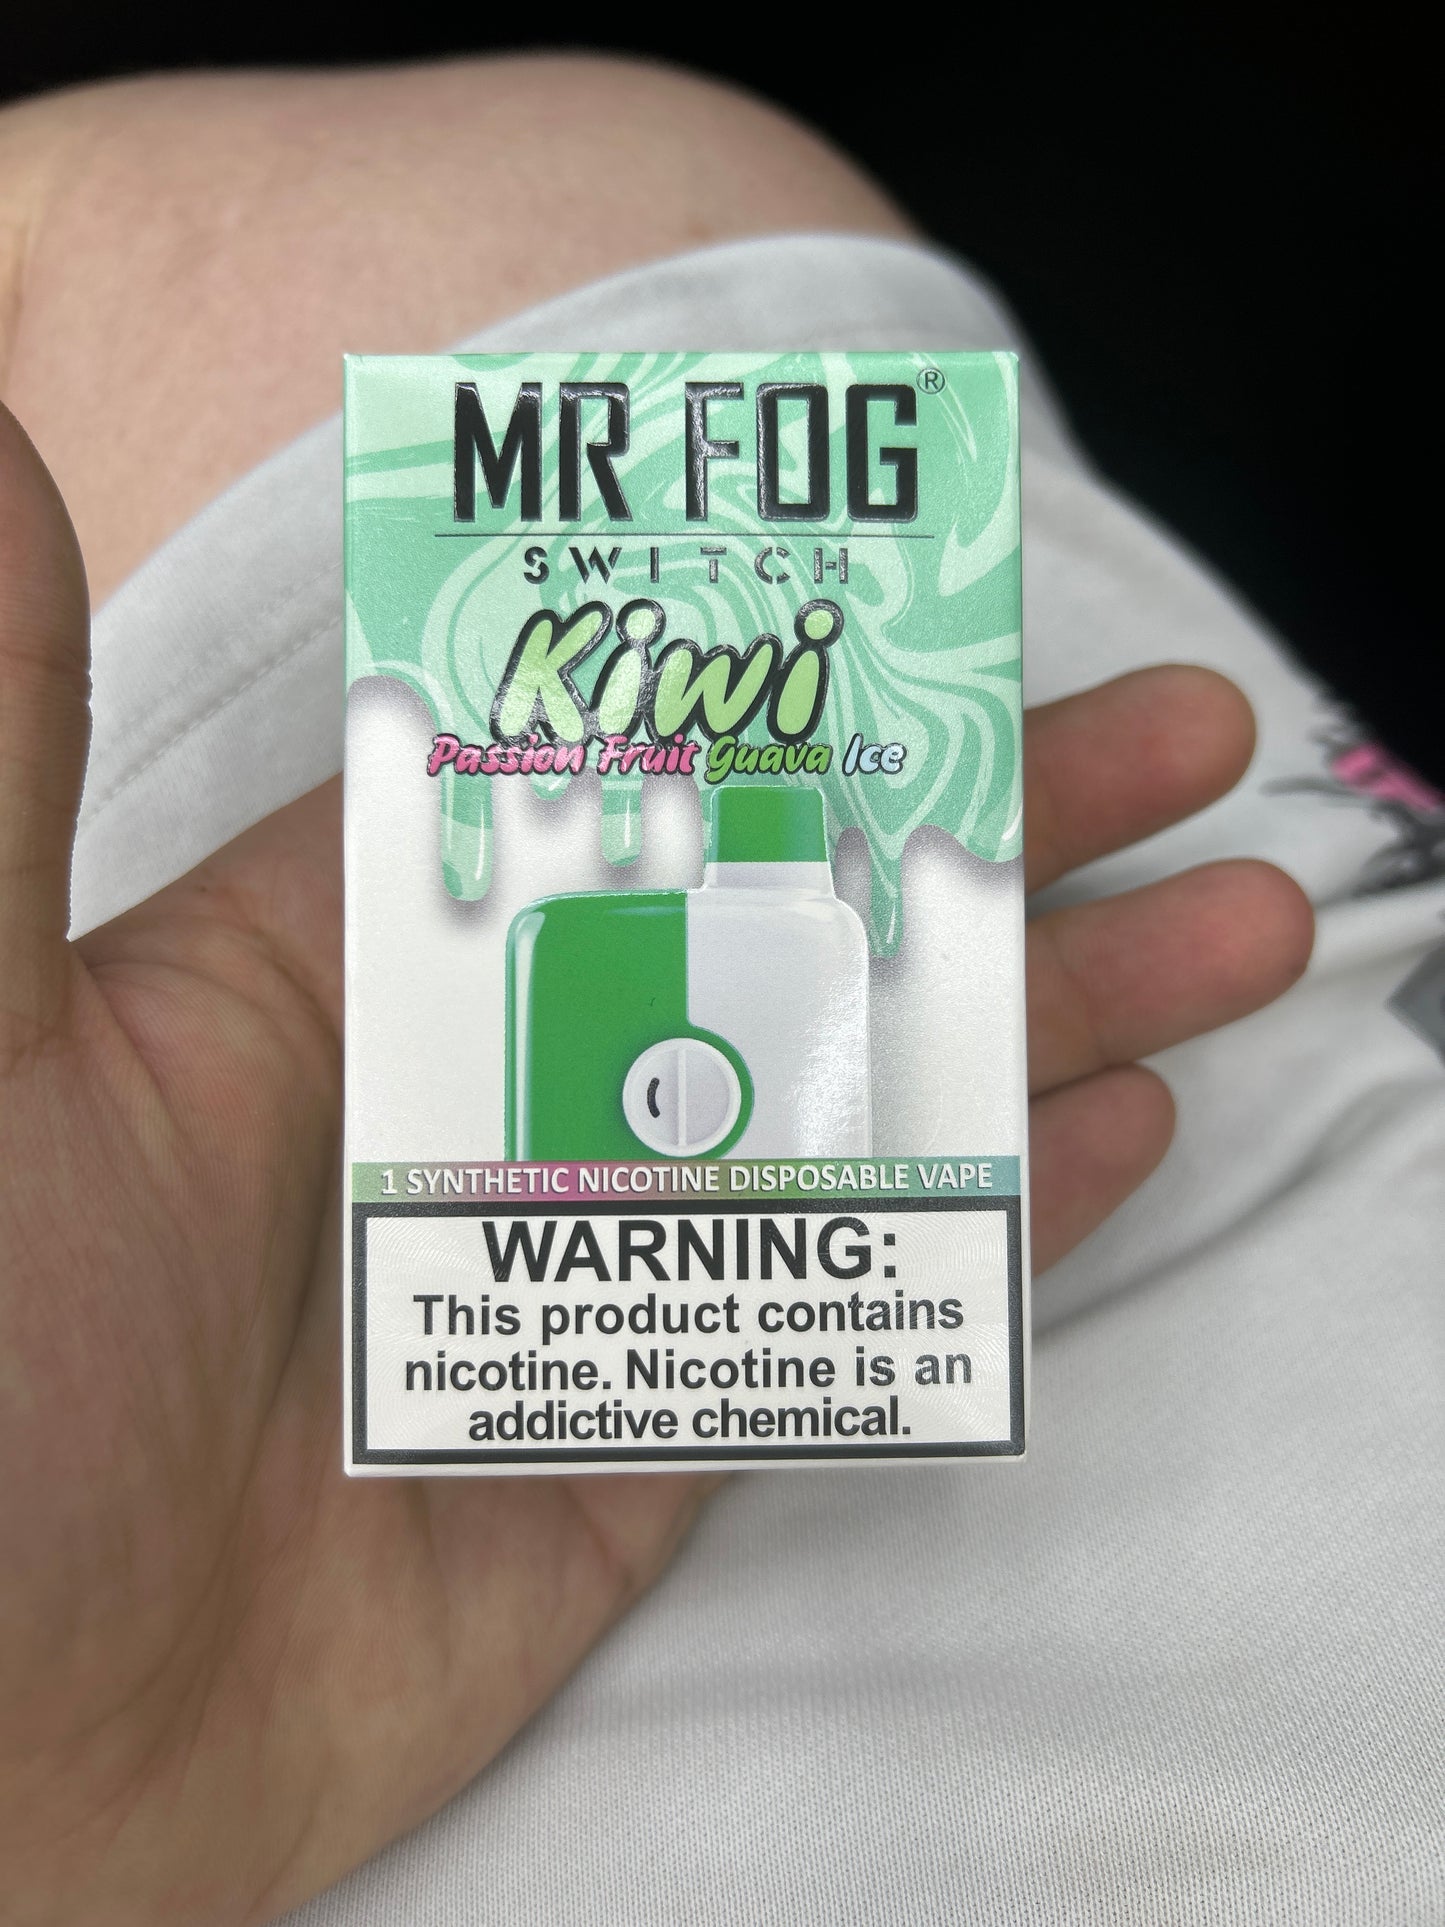 MR FOG®
SWITCH
Kiwi
Passion Fruit Guava Ice
1 SYNTHETIC NICOTINE DISPOSABLE VAPE
WARNING:
This product contains
nicotine. Nicotine is an
addictive chemical.